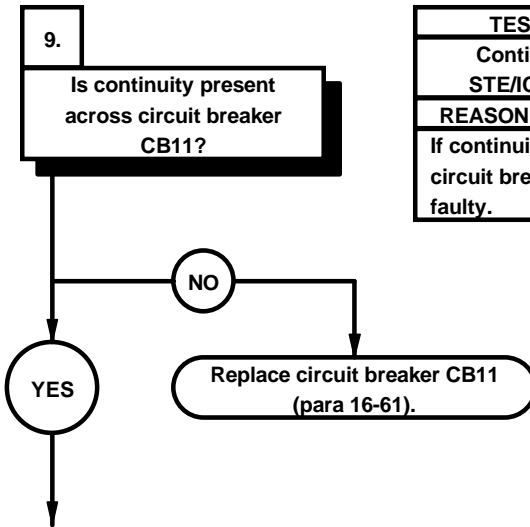 9.
Is continuity present
across circuit breaker
CB11?
NO
YES
Replace circuit breaker CB11
(para 16-61).
TES
Conti
STE/IC
REASON
If continui
circuit bre
faulty.